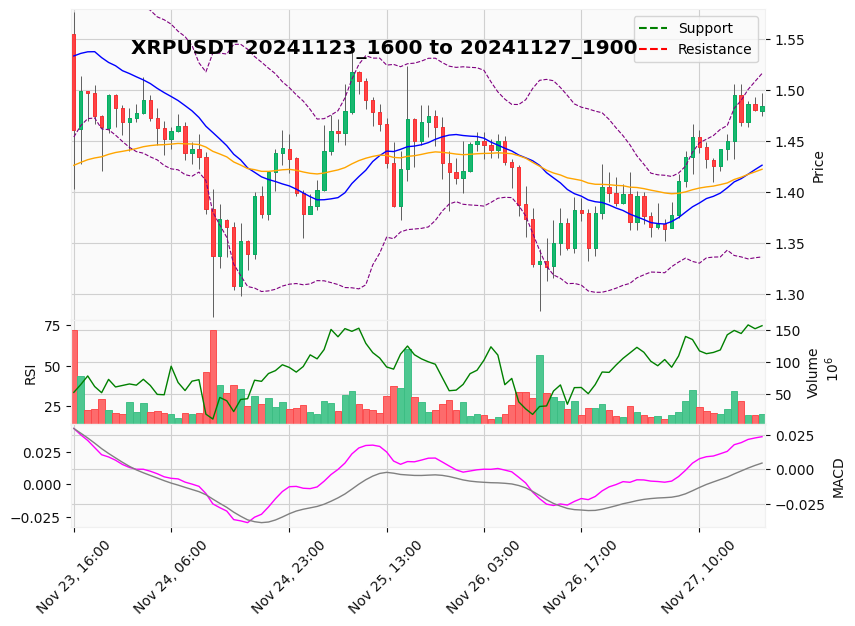 XRPUSDT 20241123_1600 to 20241127_1900
Support
Resistance
1.55
1.50
1.45
1.40
1.35
1.30
Price
75
50
25
RSI
150
100
50
Volume
10^6
0.025
0.000
−0.025
0.025
0.000
−0.025
MACD
Nov 23, 16:00
Nov 24, 06:00
Nov 24, 23:00
Nov 25, 13:00
Nov 26, 03:00
Nov 26, 17:00
Nov 27, 10:00